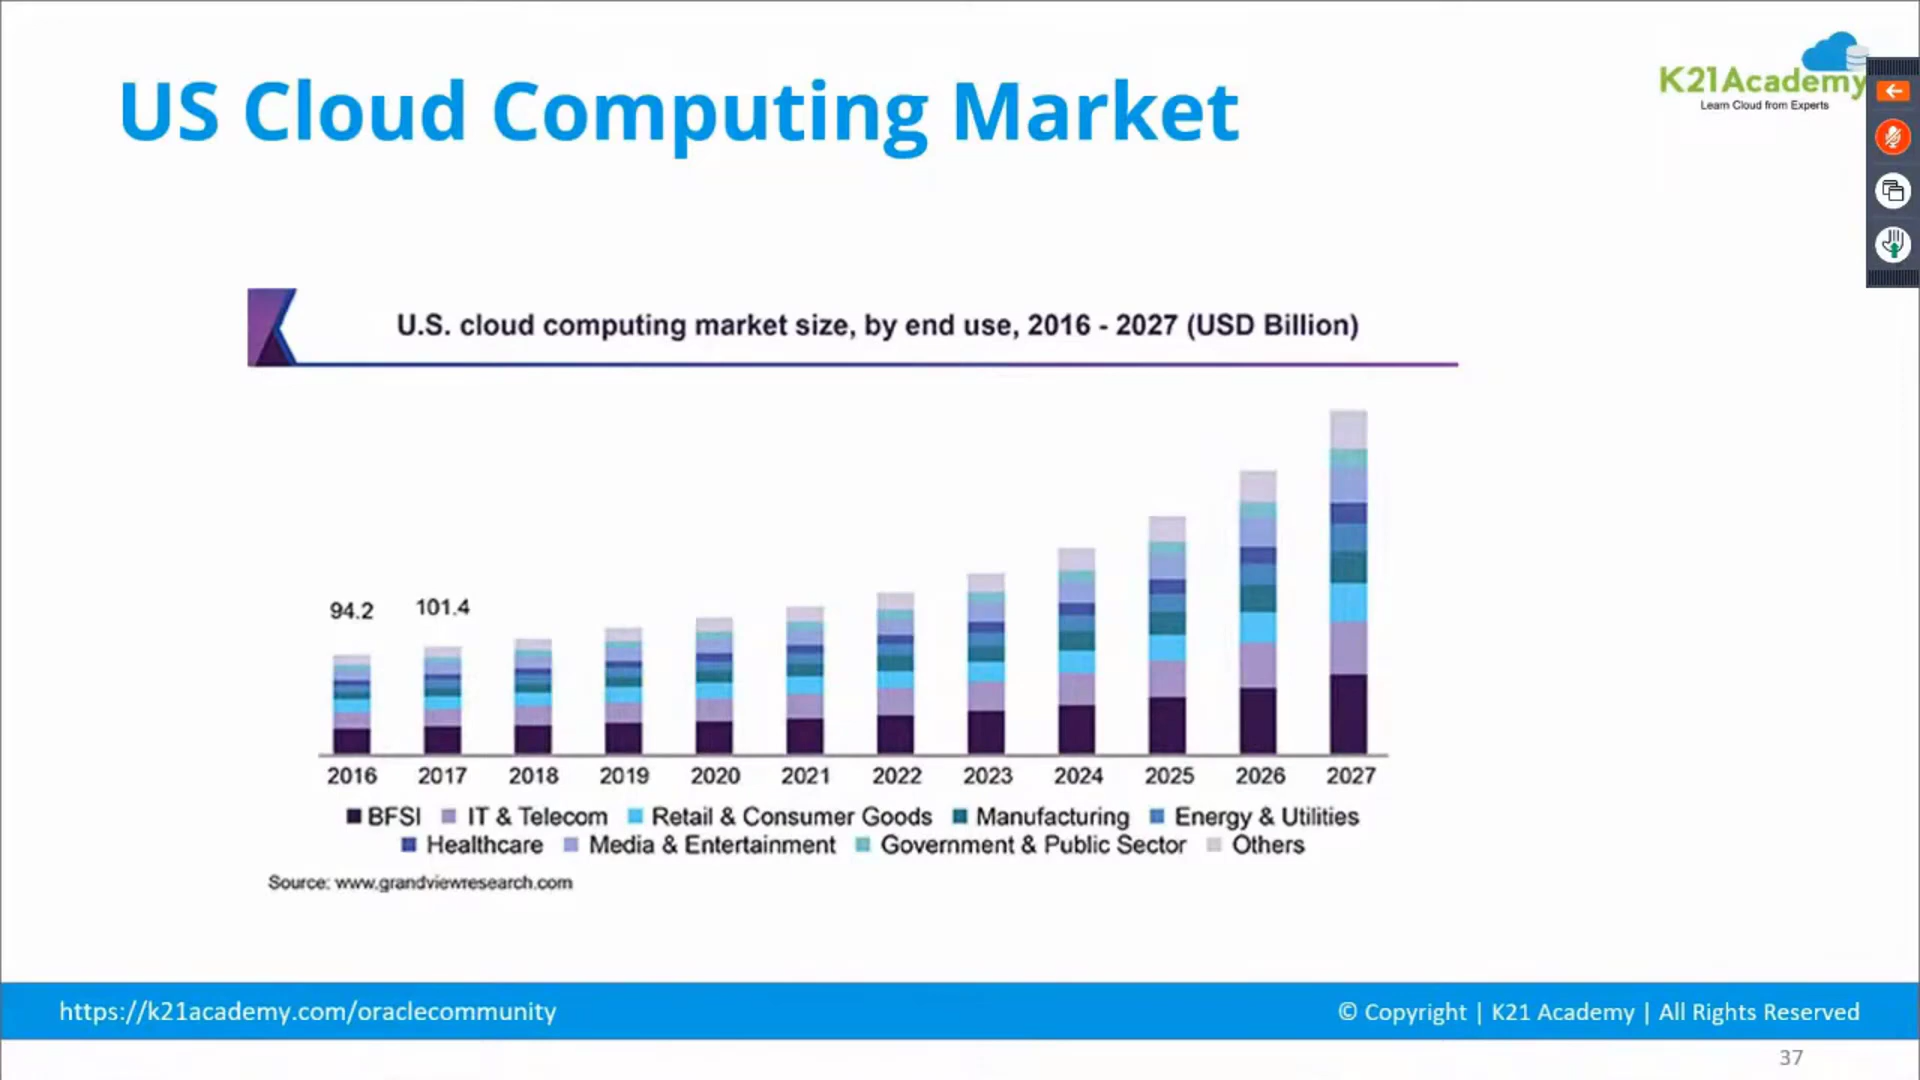 US Cloud Computing Market
K21Academy
Learn Cloud from Experts
U.S. cloud computing market size, by end use, 2016 - 2027 (USD Billion)
94.2 101.4
2016 2017 2018 2019 2020 2021 2022 2023 2024 2025 2026 2027
BFSI IT & Telecom Retail & Consumer Goods Manufacturing Energy & Utilities
Healthcare Media & Entertainment Government & Public Sector Others
Source: www.grandviewresearch.com
https://k21academy.com/oraclecommunity
© Copyright | K21 Academy | All Rights Reserved
37